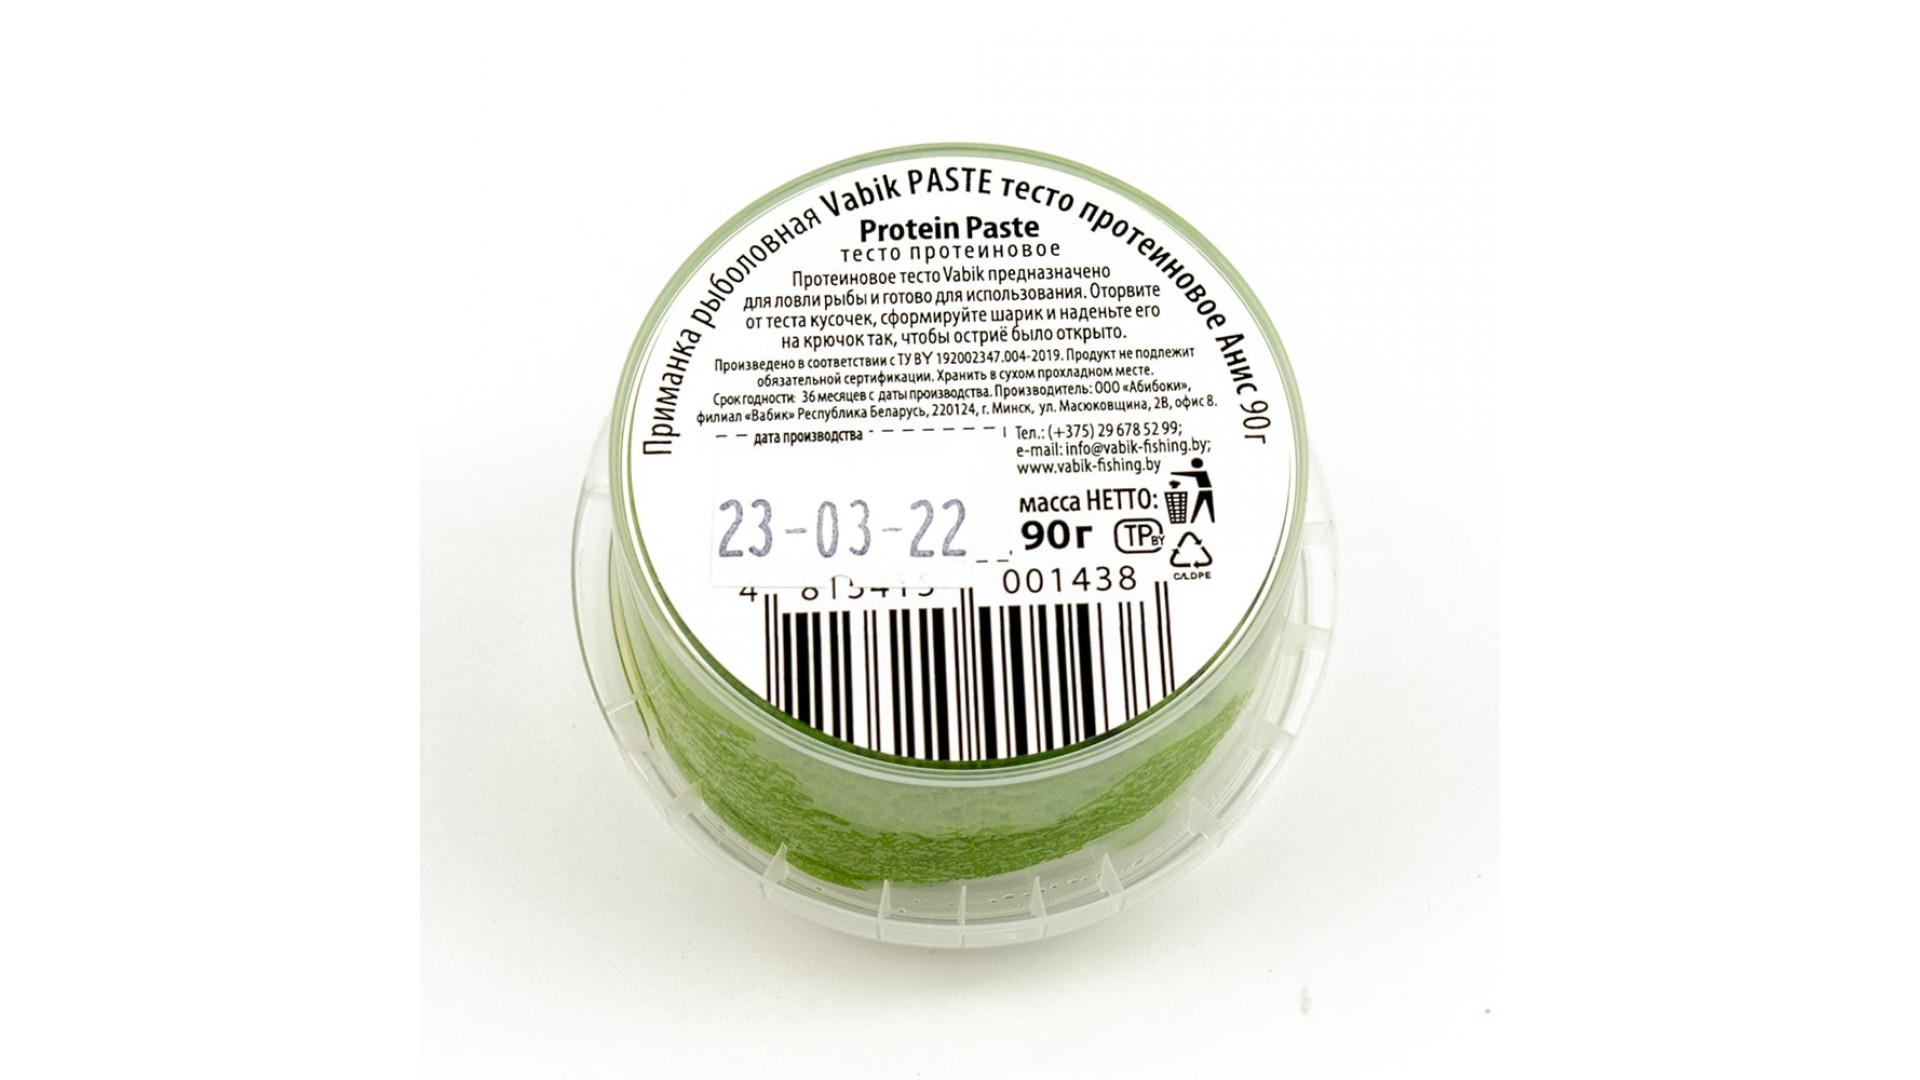 Приманка рыболовная Vabik PASTE тесто протеиновое Анис 90г
Protein Paste
тесто протеиновое
Протеиновое тесто Vabik предназначено
для ловли рыбы и готово для использования. Оторвите
от теста кусочек, сформируйте шарик и наденьте его
на крючок так, чтобы остриё было открыто.
Произведено в соответствии с ТУ BY 192002347.004-2019. Продукт не подлежит
обязательной сертификации. Хранить в сухом прохладном месте.
Срок годности: 36 месяцев с даты производства. Производитель: ООО «Абибоки»,
филиал «Вабик» Республика Беларусь, 220124, г. Минск, ул. Масюковщина, 2В, офис 8.
дата производства
Тел.: (+375) 29 678 52 99;
e-mail: info@vabik-fishing.by;
www.vabik-fishing.by
23-03-22
масса НЕТТО:
90г
ТР BY
C/LDPE
4 815415 001438